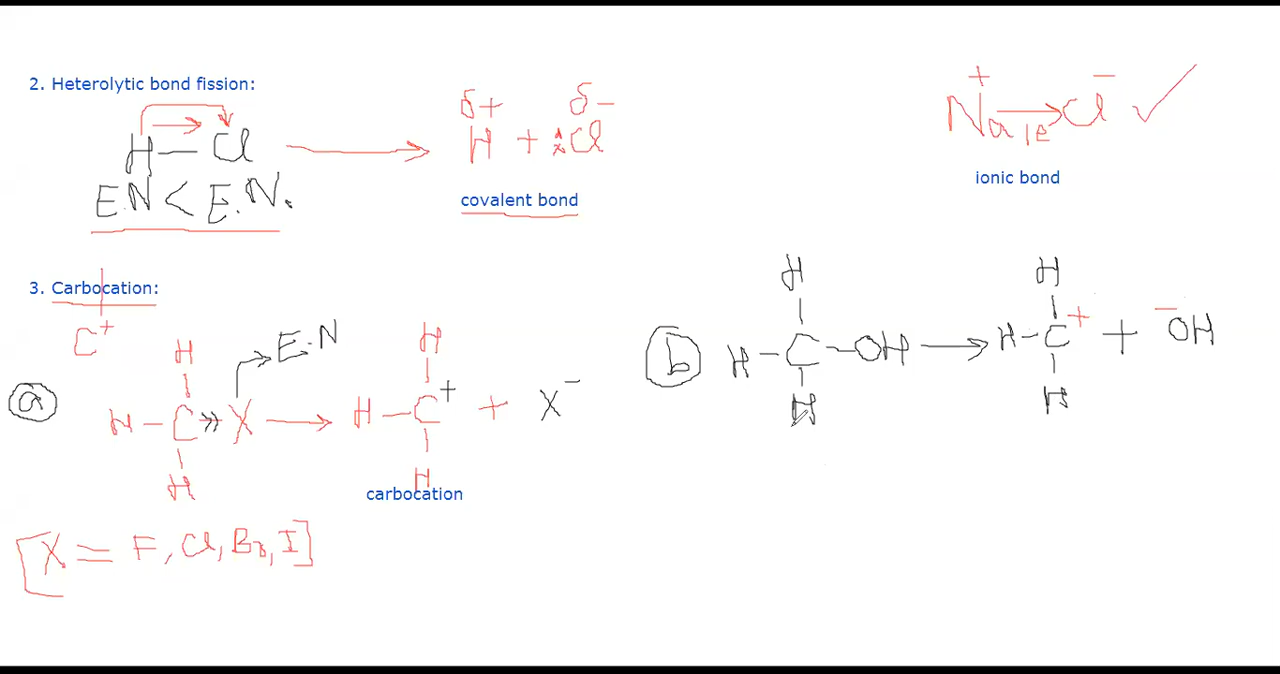 2. Heterolytic bond fission:
H — Cl → δ+ H + ×× Cl δ−
E.N < E.N.
covalent bond
Na+ → Cl− ✓
1e
ionic bond
3. Carbocation:
C+
(a)
E.N
H
H — C » X → H — C+ + X−
H
carbocation
[X = F, Cl, Br, I]
(b)
H
H — C — OH → H — C+ + −OH
H